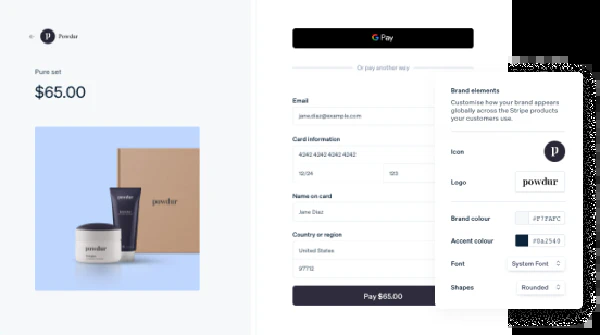 Powdur
Pure set
$65.00
powdur
powdur
G Pay
Or pay another way
Email
jane.diaz@example.com
Card information
4242 4242 4242 4242
12/24
123
Name on card
Jane Diaz
Country or region
United States
97712
Pay $65.00
Brand elements
Customise how your brand appears
globally across the Stripe products
your customers use.
Icon
P
Logo
powdur
Brand colour
#F7FAFC
Accent colour
#0a2540
Font
System Font
Shapes
Rounded